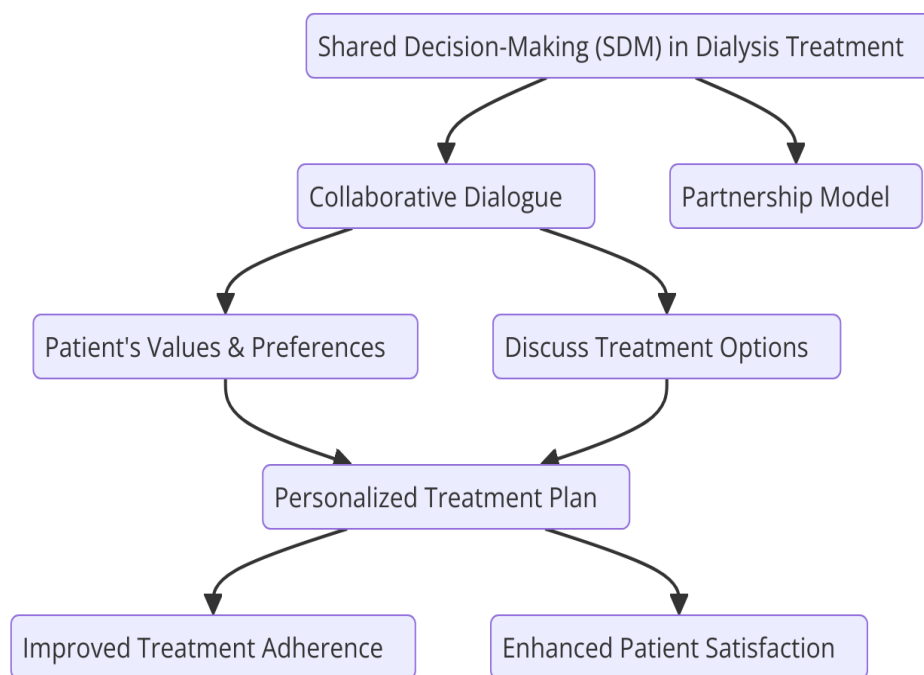 Shared Decision-Making (SDM) in Dialysis Treatment
Collaborative Dialogue
Partnership Model
Patient's Values & Preferences
Discuss Treatment Options
Personalized Treatment Plan
Improved Treatment Adherence
Enhanced Patient Satisfaction